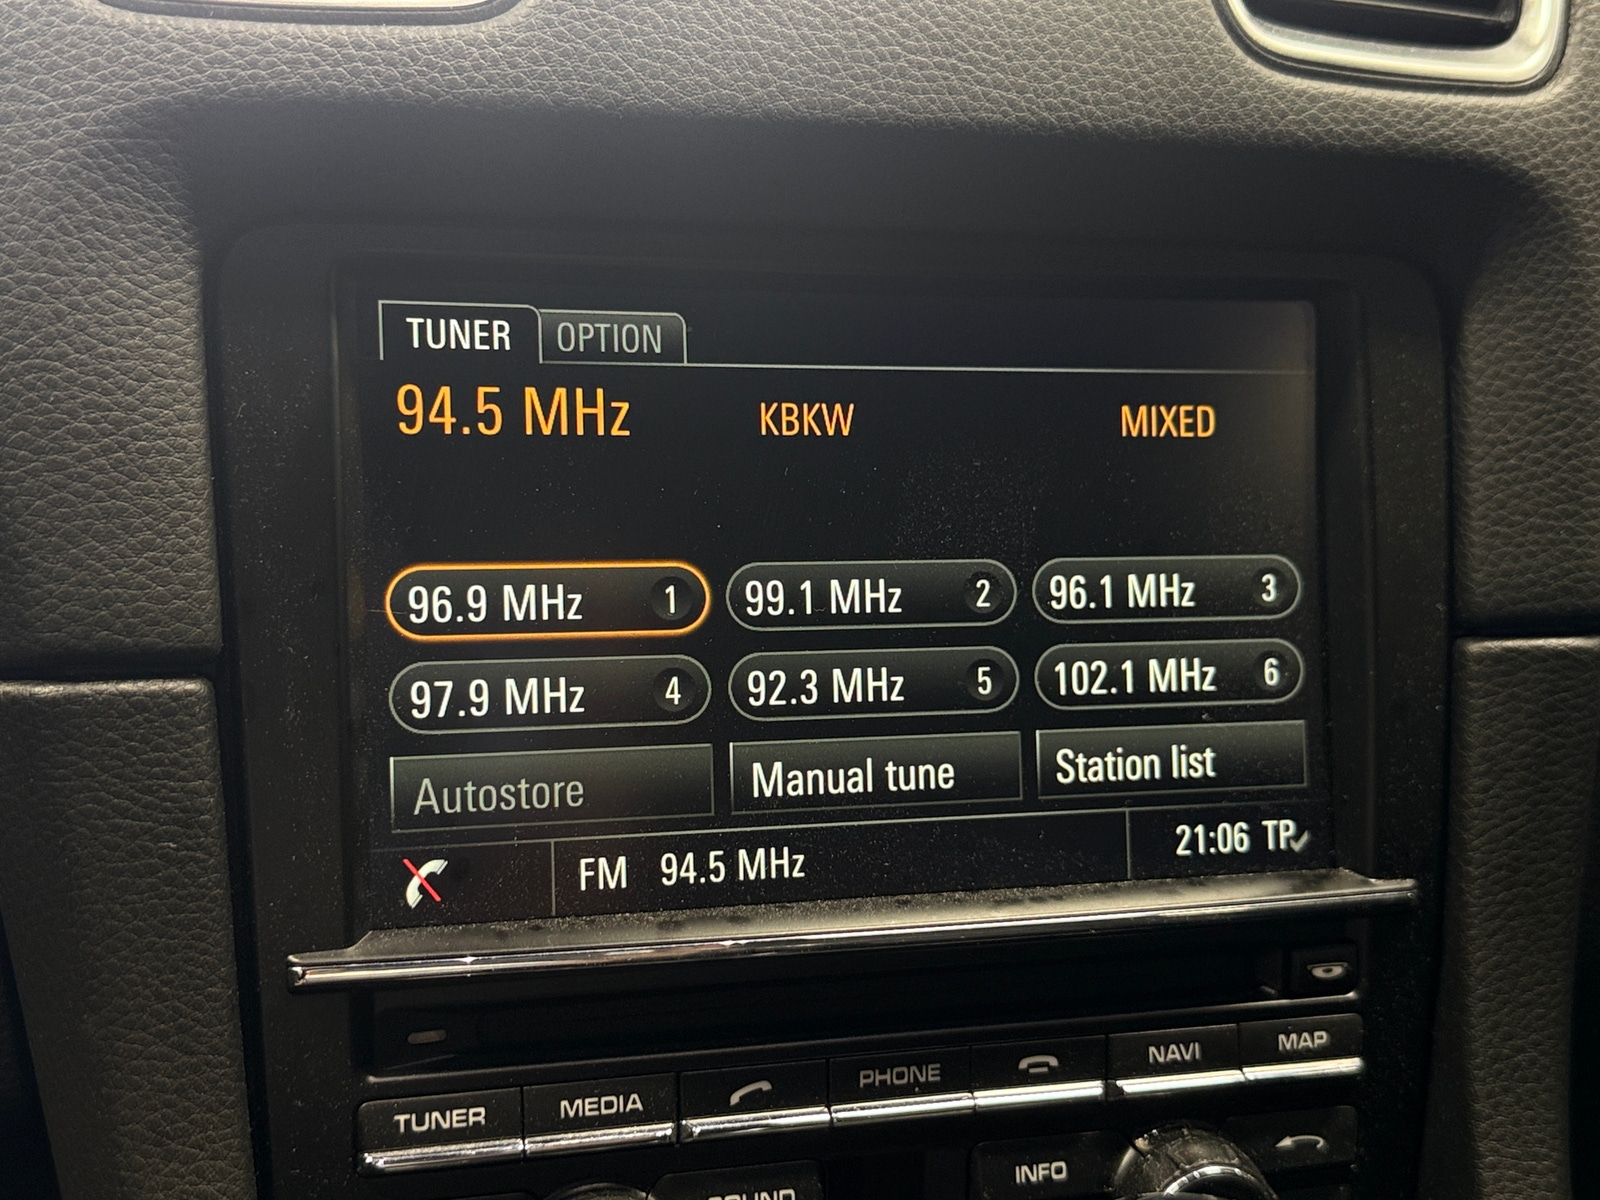 TUNER OPTION
94.5 MHz KBKW MIXED
96.9 MHz 1 99.1 MHz 2 96.1 MHz 3
97.9 MHz 4 92.3 MHz 5 102.1 MHz 6
Autostore Manual tune Station list
FM 94.5 MHz 21:06 TP
TUNER MEDIA PHONE NAVI MAP
SOUND INFO